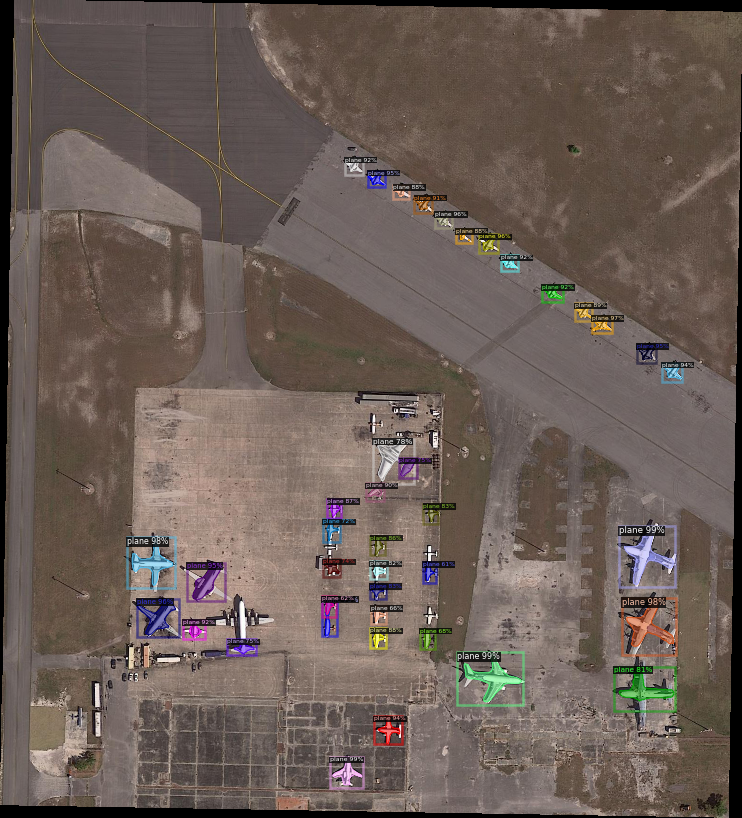 plane 92%
plane 95%
plane 88%
plane 91%
plane 96%
plane 88%
plane 96%
plane 92%
plane 92%
plane 89%
plane 97%
plane 94%
plane 78%
plane 90%
plane 87%
plane 83%
plane 72%
plane 98%
plane 86%
plane 99%
plane 95%
plane 82%
plane 81%
plane 62%
plane 66%
plane 98%
plane 92%
plane 88%
plane 68%
plane 75%
plane 99%
plane 81%
plane 94%
plane 99%